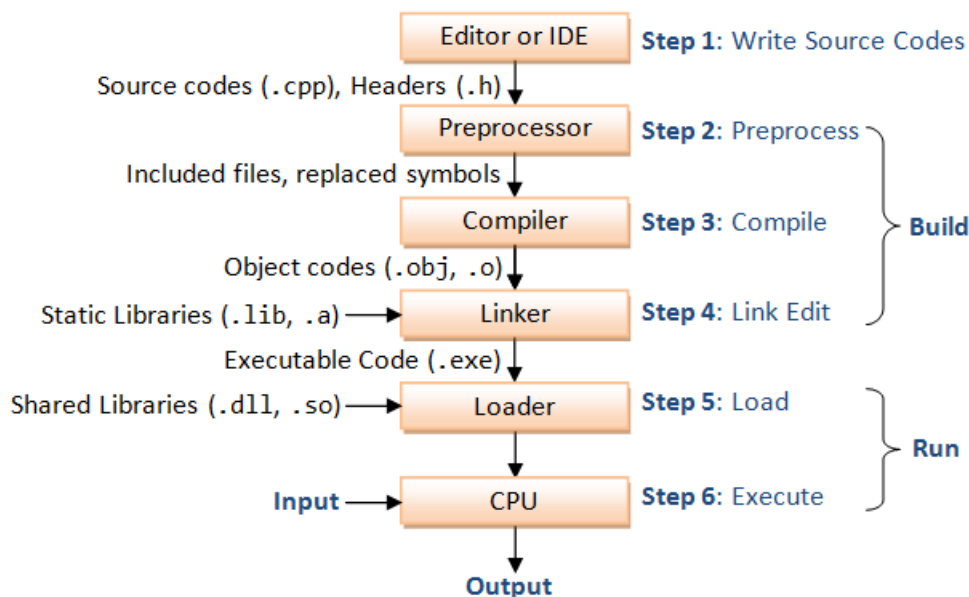 Editor or IDE
Step 1: Write Source Codes
Source codes (.cpp), Headers (.h)
Preprocessor
Step 2: Preprocess
Included files, replaced symbols
Compiler
Step 3: Compile
Build
Object codes (.obj, .o)
Static Libraries (.lib, .a)
Linker
Step 4: Link Edit
Executable Code (.exe)
Shared Libraries (.dll, .so)
Loader
Step 5: Load
Run
Input
CPU
Step 6: Execute
Output